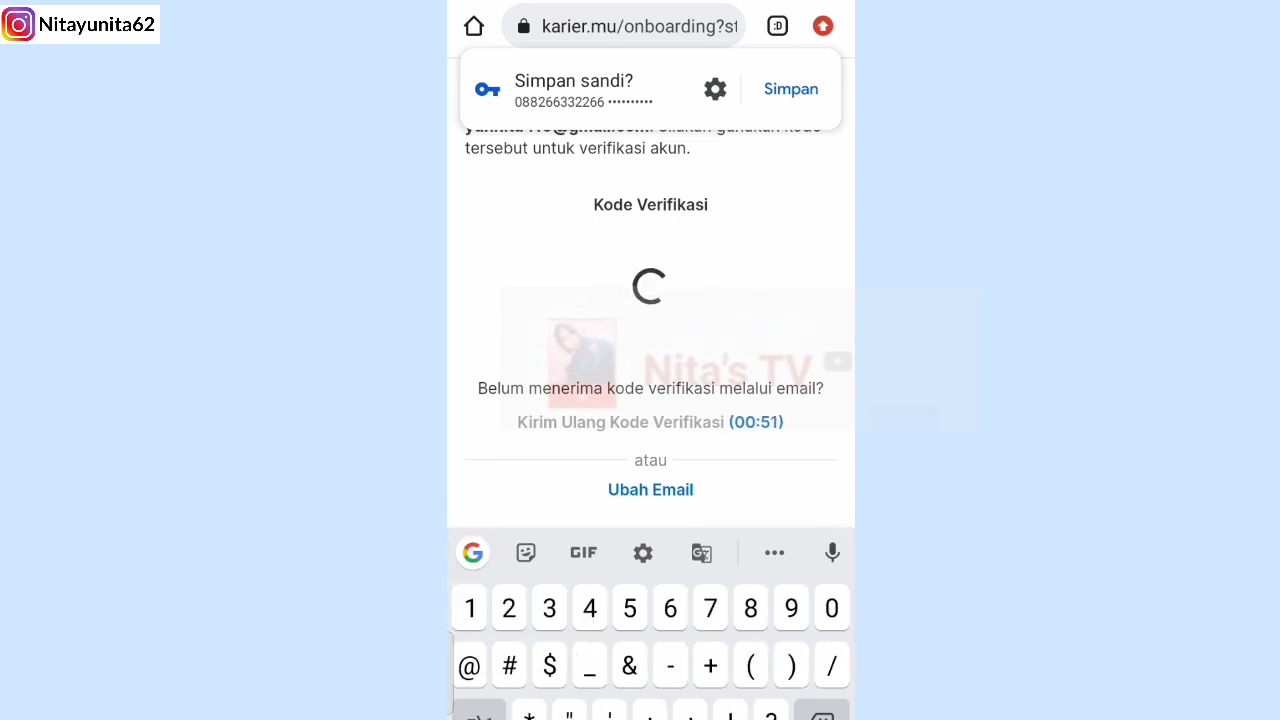 Nitayunita62
karier.mu/onboarding?st
:D
Simpan sandi?
088266332266 ••••••••••
tersebut untuk verifikasi akun.
Kode Verifikasi
Nita's TV
Belum menerima kode verifikasi melalui email?
Kirim Ulang Kode Verifikasi (00:51)
atau
Ubah Email
Simpan
G GIF •••
1 2 3 4 5 6 7 8 9 0
@ # $ _ & - + ( ) /